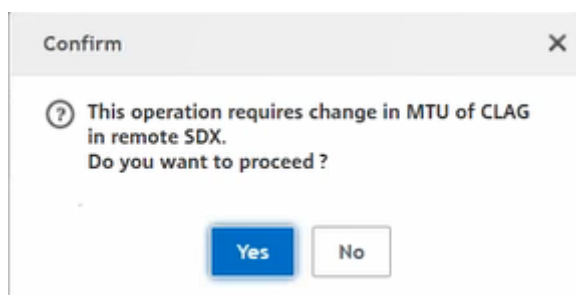 Confirm
This operation requires change in MTU of CLAG
in remote SDX.
Do you want to proceed ?
Yes No